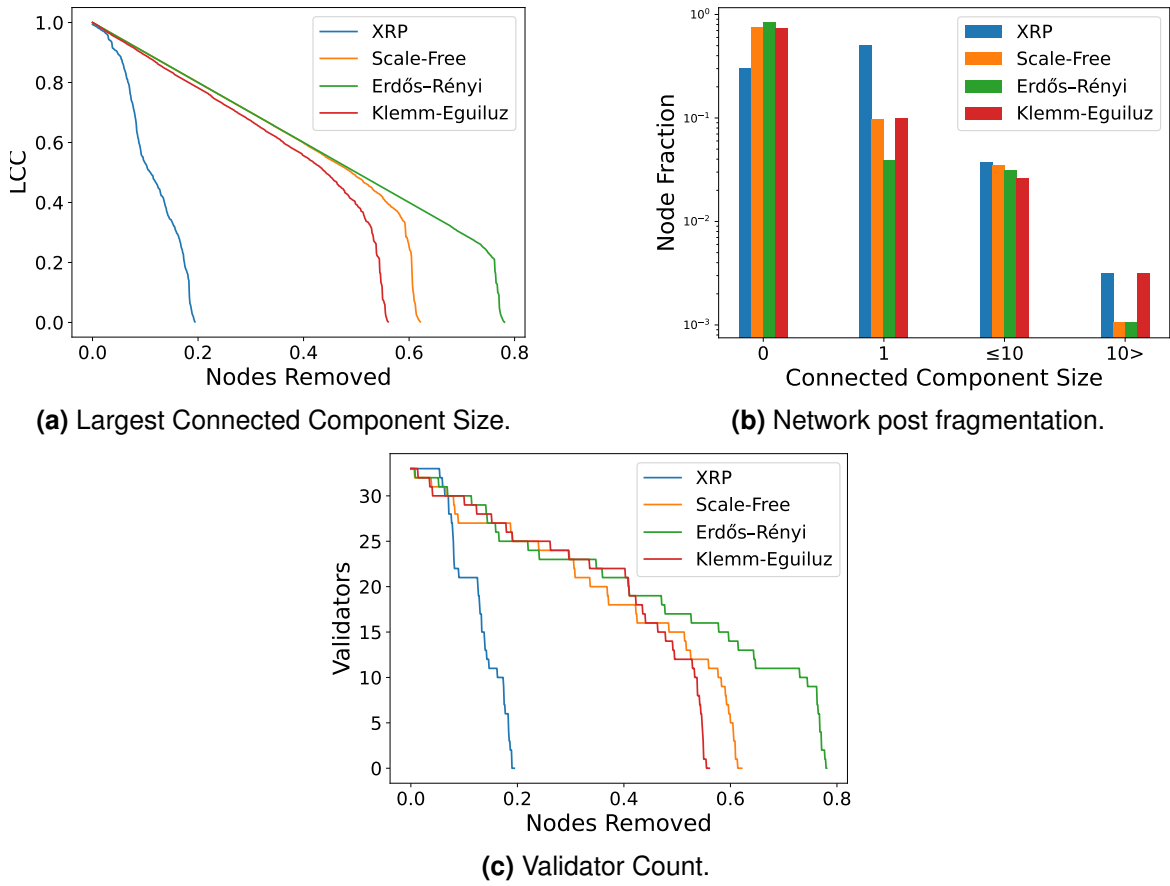 1.0
0.8
0.6
0.4
0.2
0.0
LCC
0.0 0.2 0.4 0.6 0.8
Nodes Removed
XRP
Scale-Free
Erdős–Rényi
Klemm-Eguiluz
(a) Largest Connected Component Size.
10⁰
10⁻¹
10⁻²
10⁻³
Node Fraction
0 1 ≤10 10>
Connected Component Size
XRP
Scale-Free
Erdős–Rényi
Klemm-Eguiluz
(b) Network post fragmentation.
30
25
20
15
10
5
0
Validators
0.0 0.2 0.4 0.6 0.8
Nodes Removed
XRP
Scale-Free
Erdős–Rényi
Klemm-Eguiluz
(c) Validator Count.